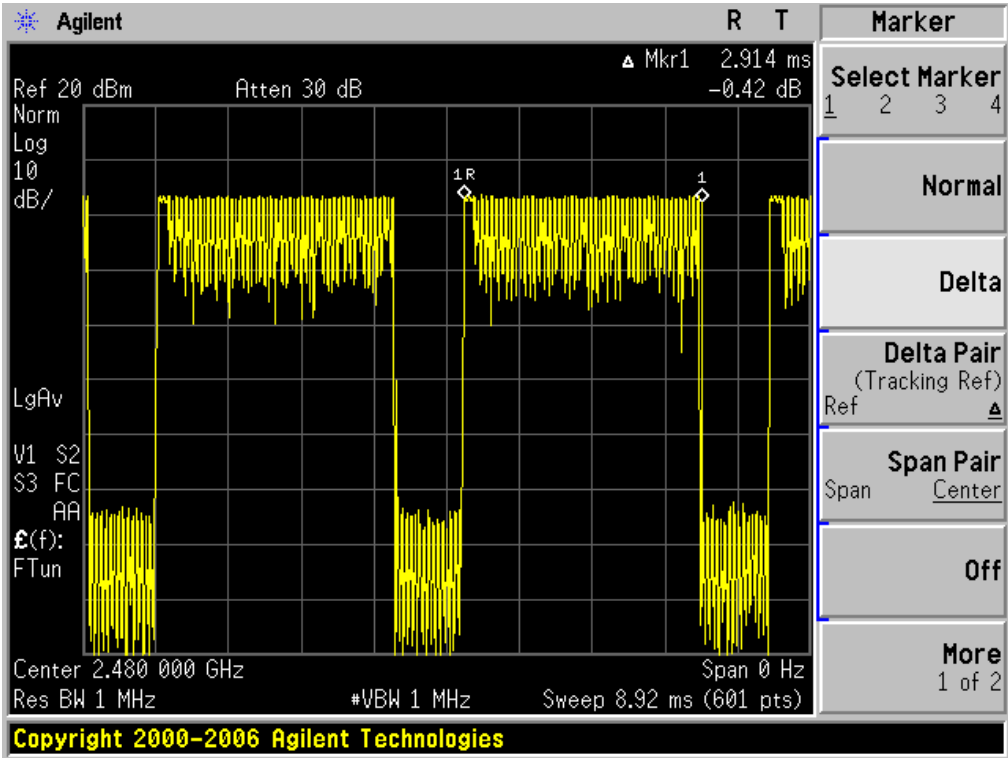 Agilent
R T
Marker
Δ Mkr1 2.914 ms
Ref 20 dBm
Atten 30 dB
-0.42 dB
Norm
Log
10
dB/
1R
1
LgAv
V1 S2
S3 FC
AA
£(f):
FTun
Center 2.480 000 GHz
Span 0 Hz
Res BW 1 MHz
#VBW 1 MHz
Sweep 8.92 ms (601 pts)
Copyright 2000-2006 Agilent Technologies
Select Marker
1 2 3 4
Normal
Delta
Delta Pair
(Tracking Ref)
Ref Δ
Span Pair
Span Center
Off
More
1 of 2